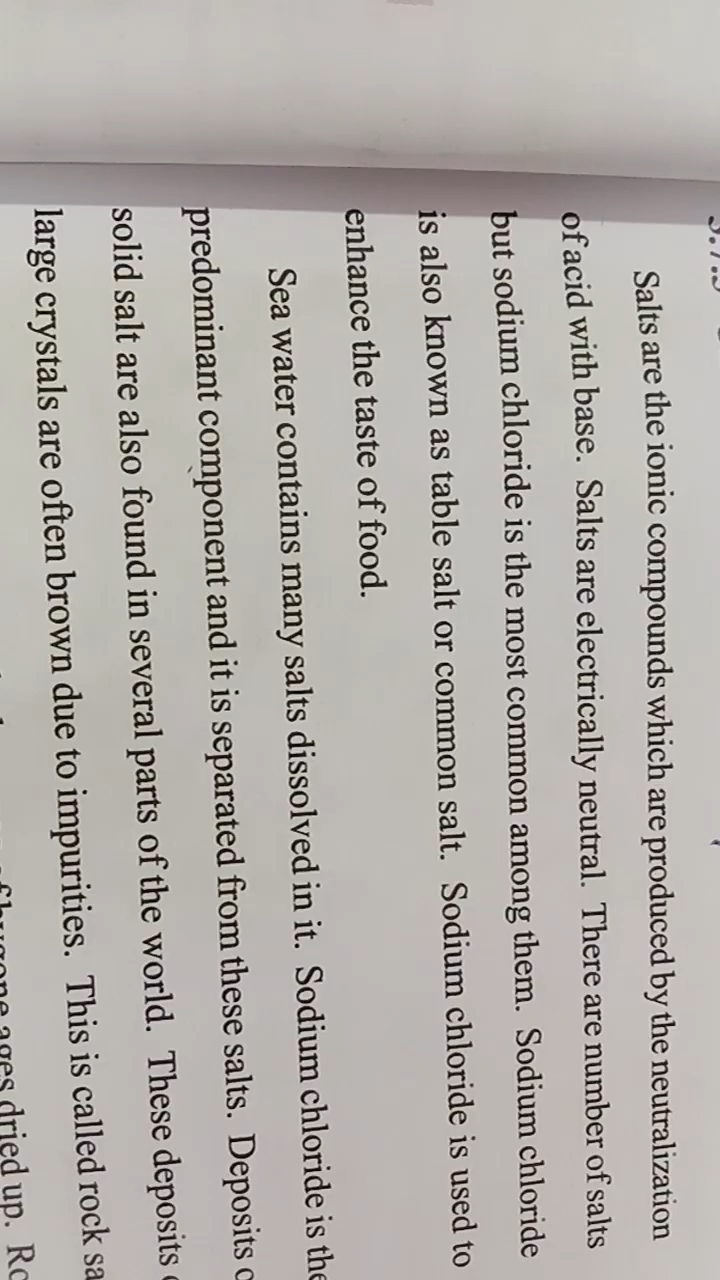 Salts are the ionic compounds which are produced by the neutralization
of acid with base. Salts are electrically neutral. There are number of salts
but sodium chloride is the most common among them. Sodium chloride
is also known as table salt or common salt. Sodium chloride is used to
enhance the taste of food.
Sea water contains many salts dissolved in it. Sodium chloride is the
predominant component and it is separated from these salts. Deposits
solid salt are also found in several parts of the world. These deposits
large crystals are often brown due to impurities. This is called rock
ages dried up.